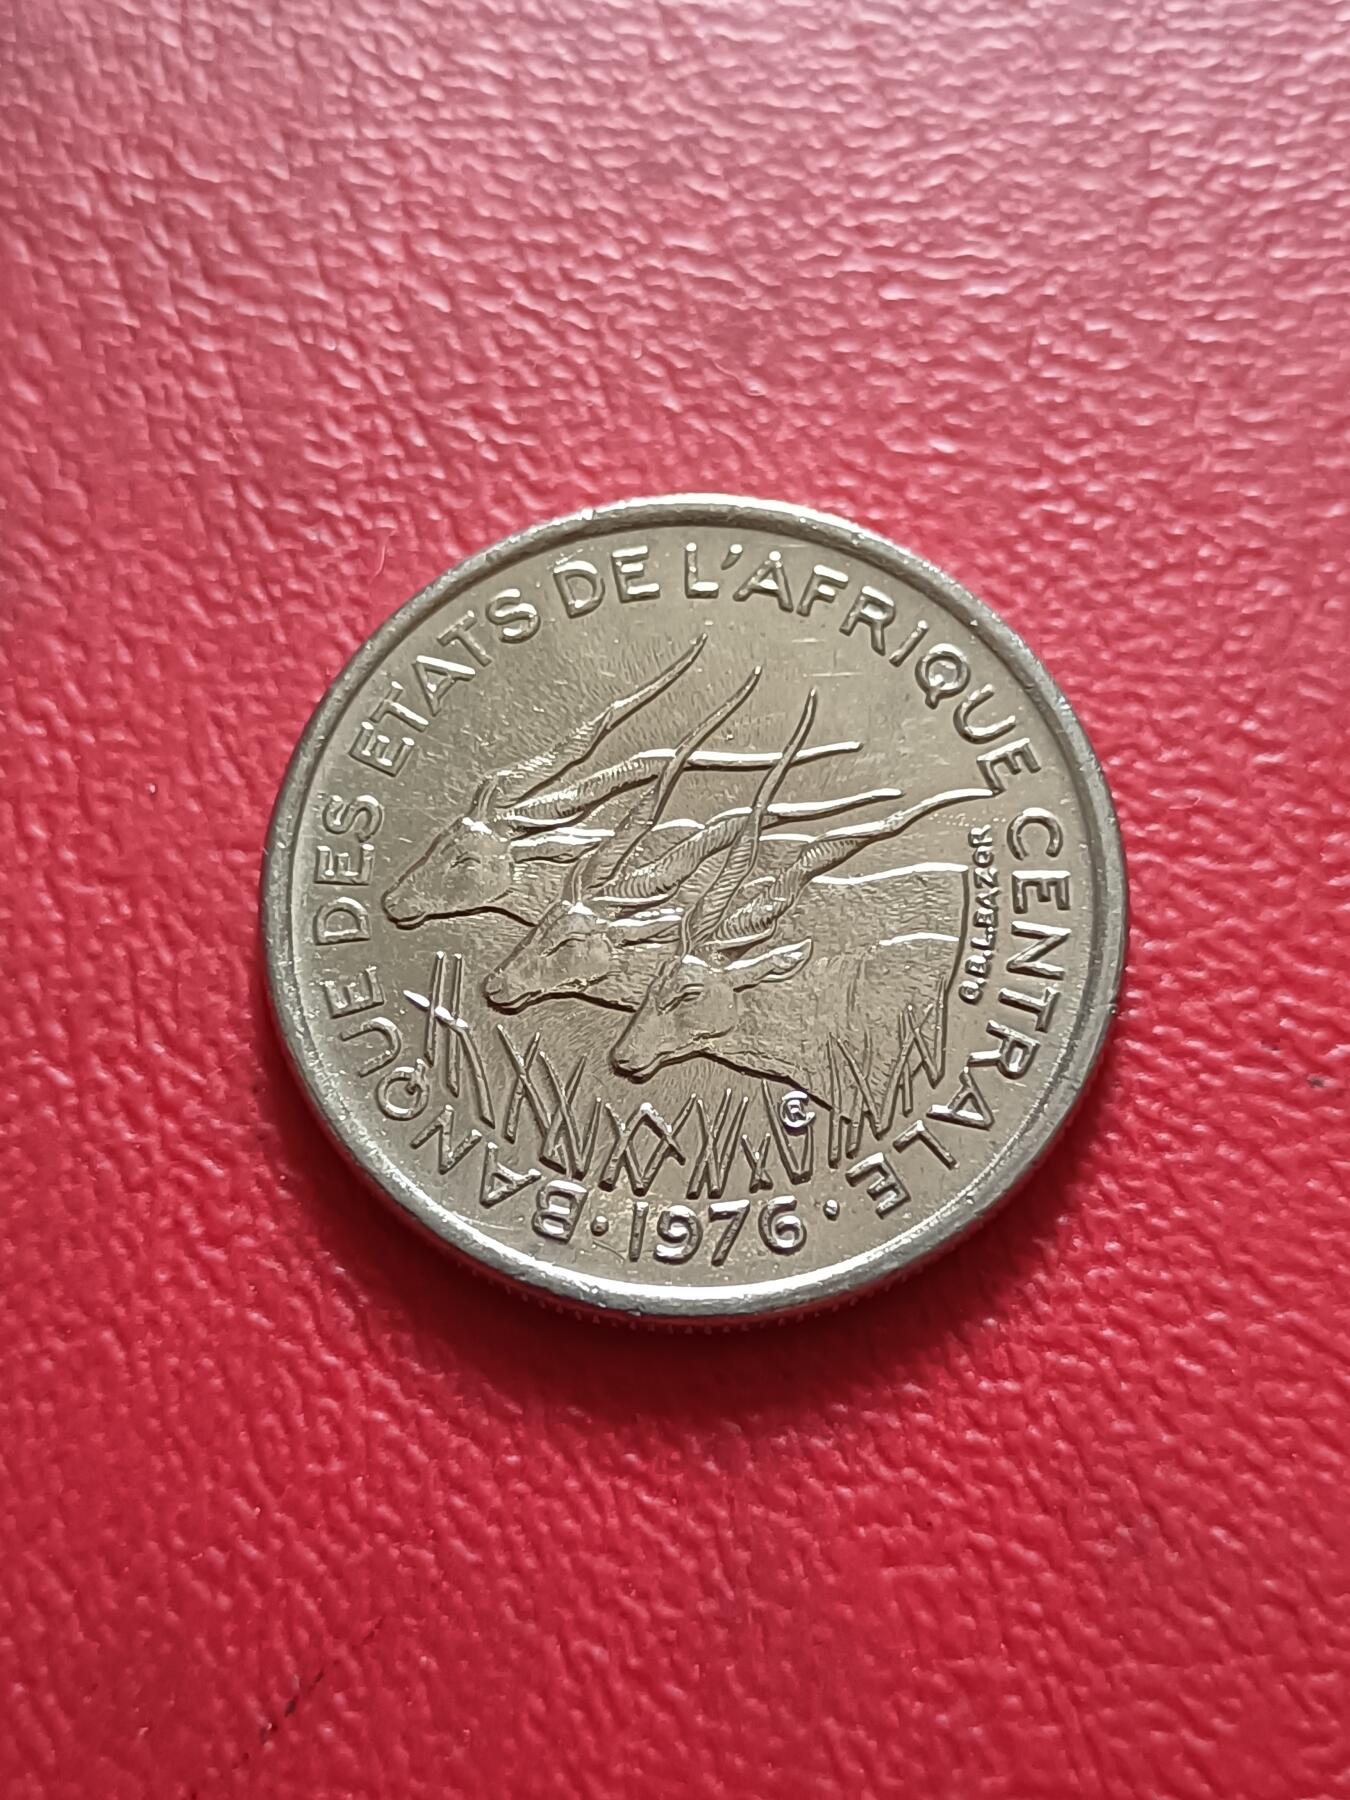 BANQUE DES ETATS DE L'AFRIQUE CENTRALE
G.B.L.BAZOR
· 1976 ·